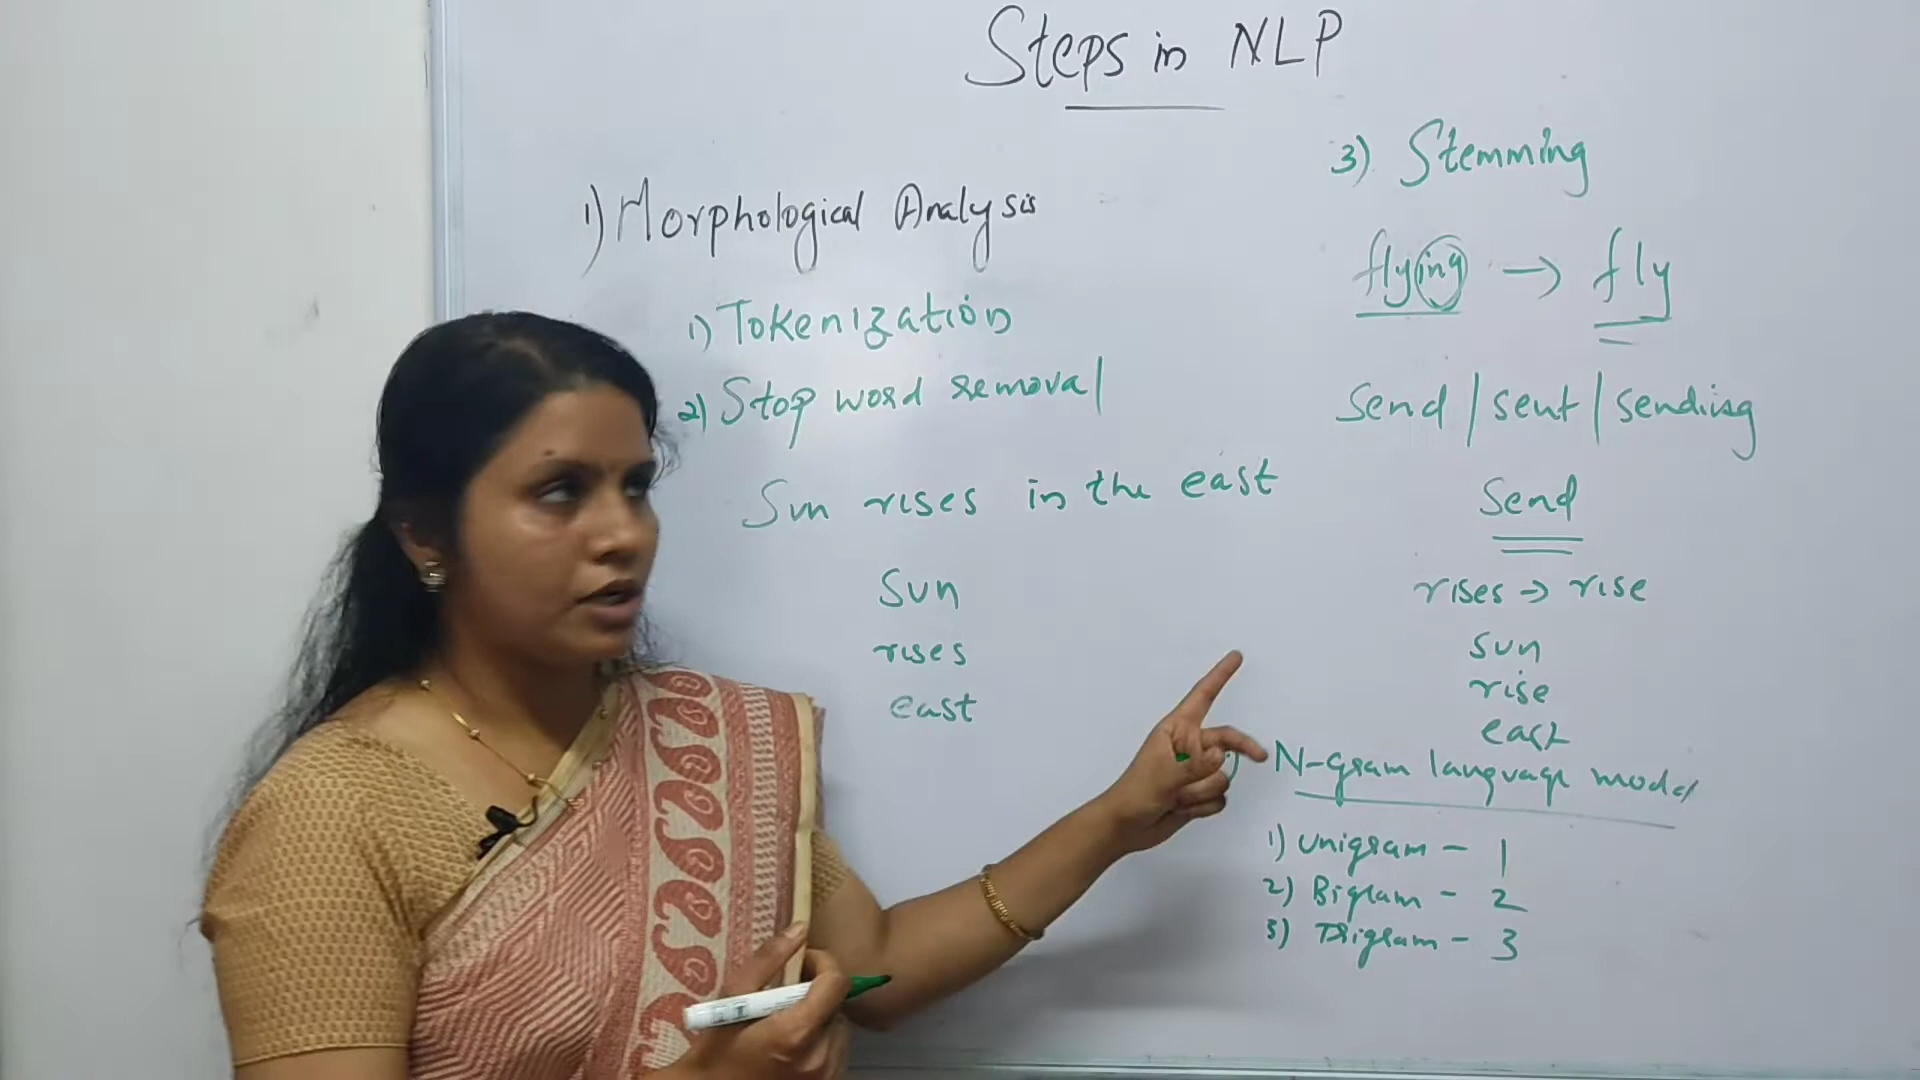 Steps in NLP
1) Morphological Analysis
1) Tokenization
2) Stop word removal
Sun rises in the east
Sun
rises
east
3) Stemming
flying → fly
Send / sent / sending
Send
rises → rise
sun
rise
east
) N-gram language model
1) Unigram - 1
2) Bigram - 2
3) Trigram - 3